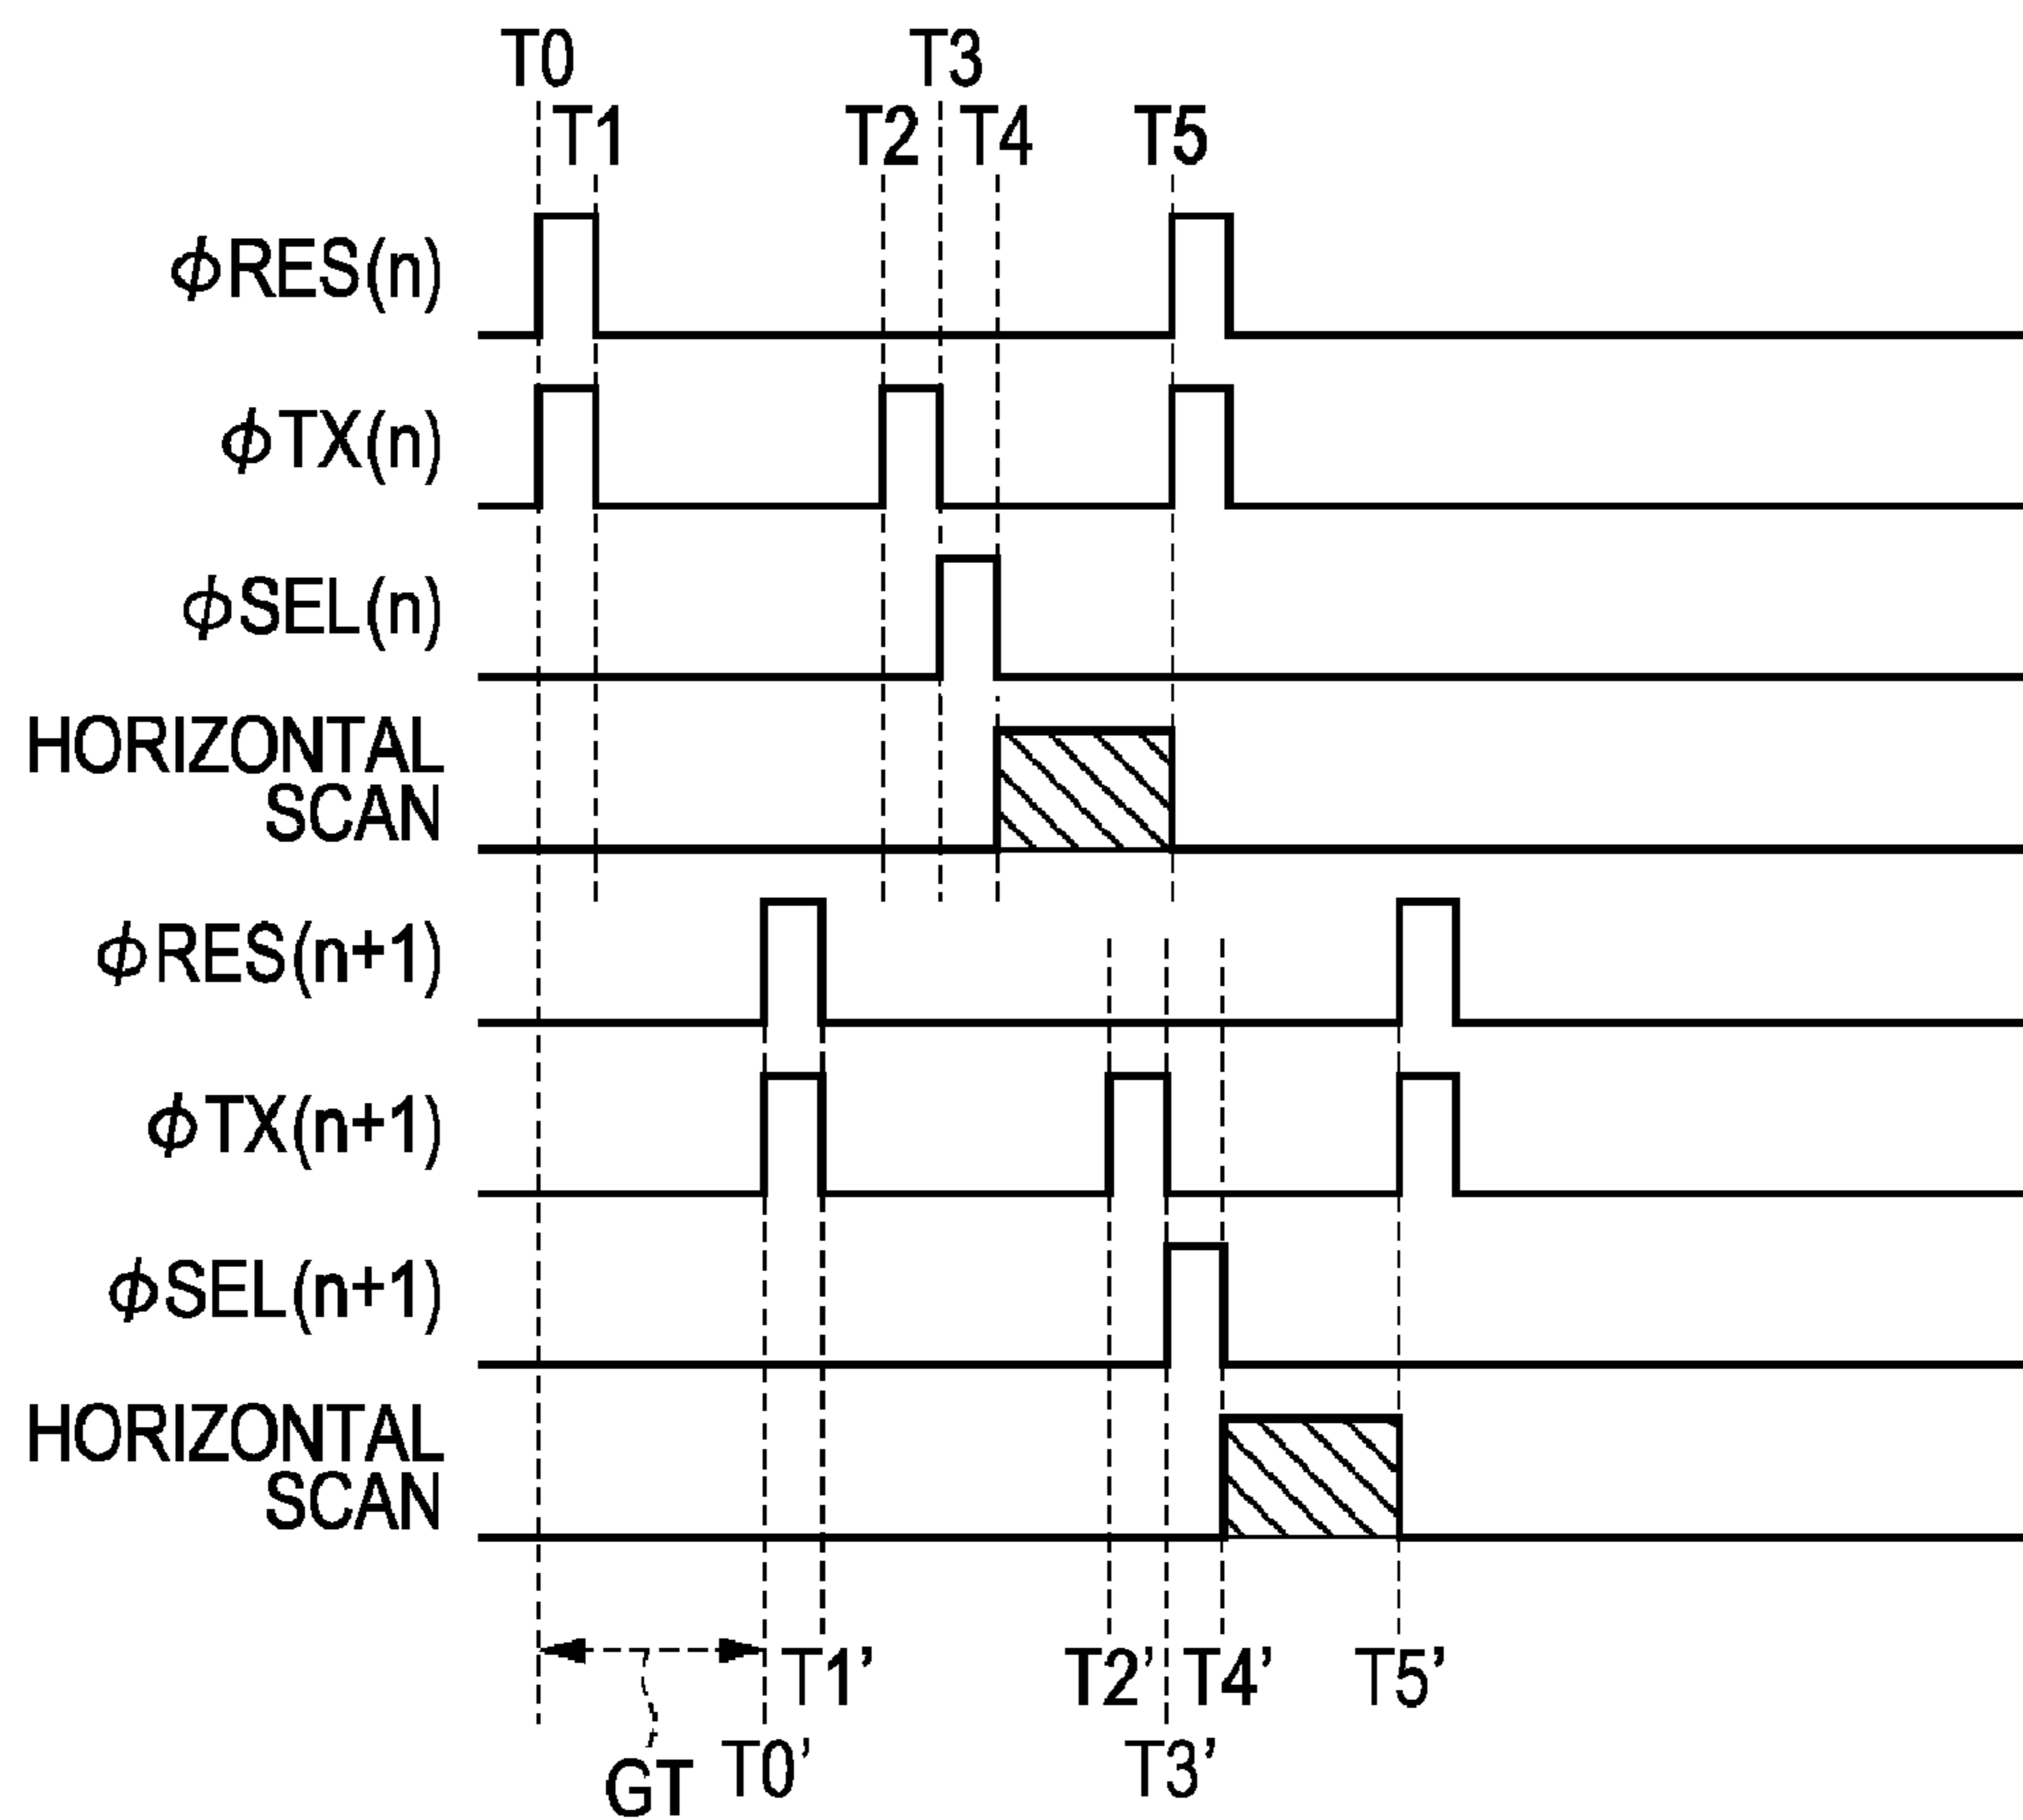 T0
T3
T1
T2
T4
T5
ϕRES(n)
ϕTX(n)
ϕSEL(n)
HORIZONTAL
SCAN
ϕRES(n+1)
ϕTX(n+1)
ϕSEL(n+1)
HORIZONTAL
SCAN
T1’
T2’
T4’
T5’
T0’
T3’
GT